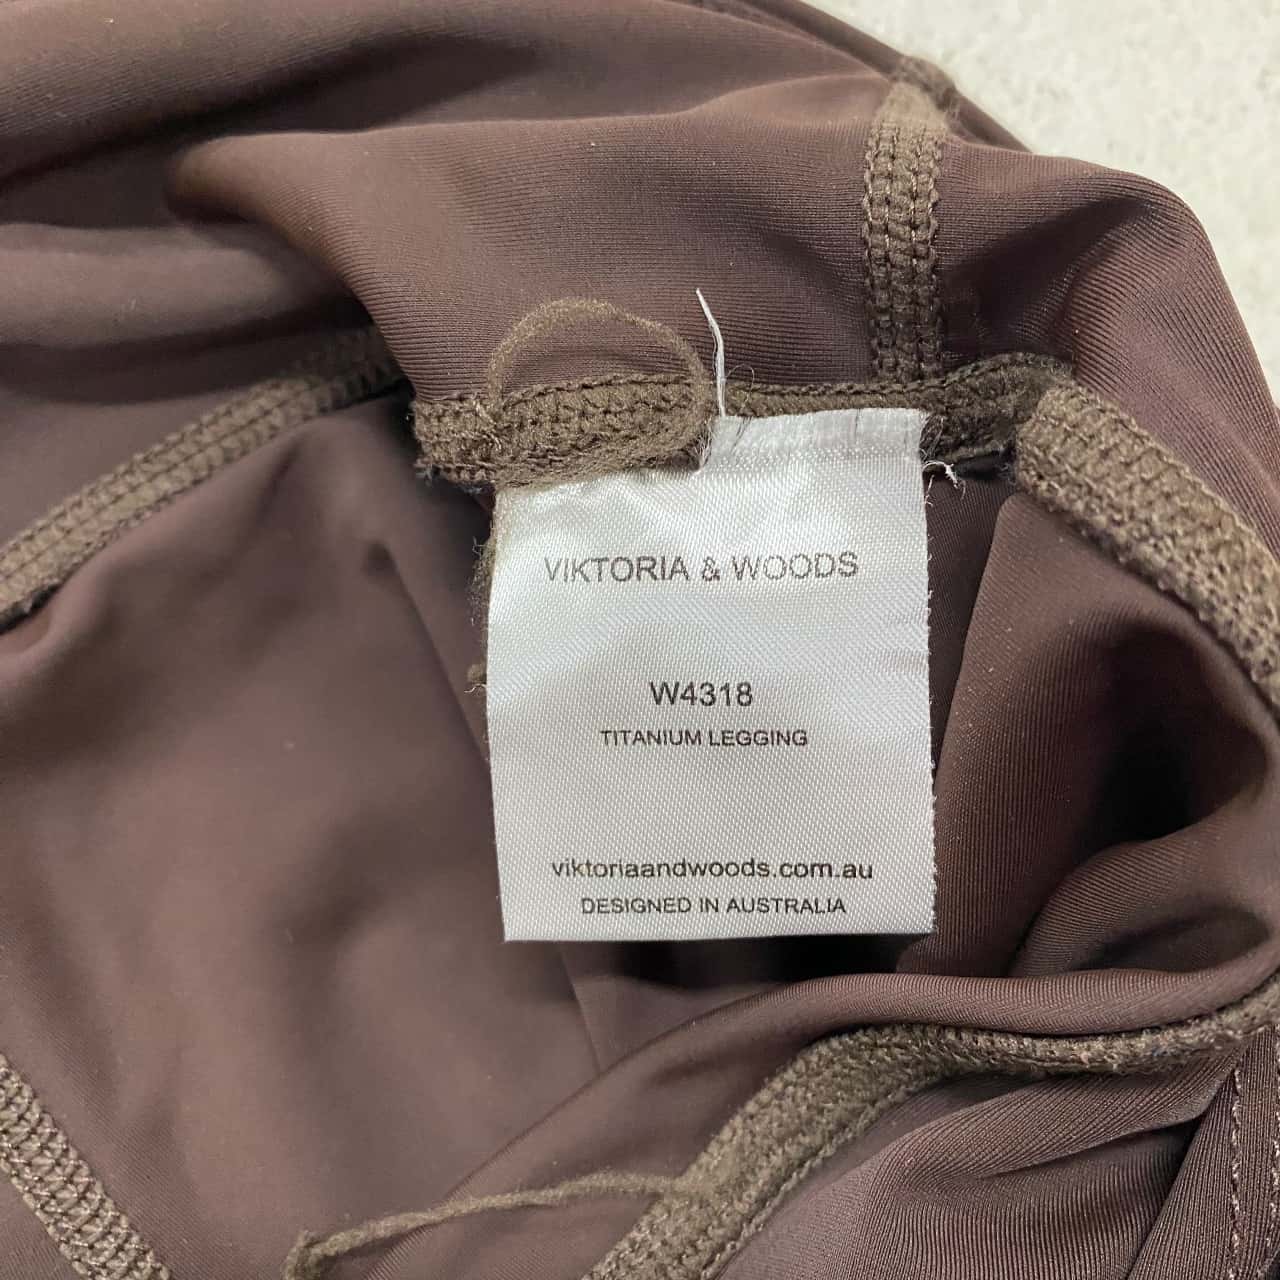 VIKTORIA & WOODS
W4318
TITANIUM LEGGING
viktoriaandwoods.com.au
DESIGNED IN AUSTRALIA